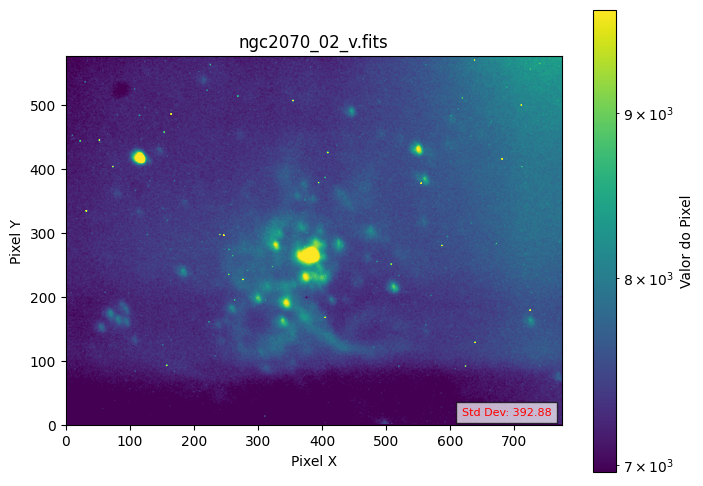 ngc2070_02_v.fits
Pixel Y
500
400
300
200
100
0
0 100 200 300 400 500 600 700
Pixel X
Std Dev: 392.88
9 × 10³
8 × 10³
7 × 10³
Valor do Pixel